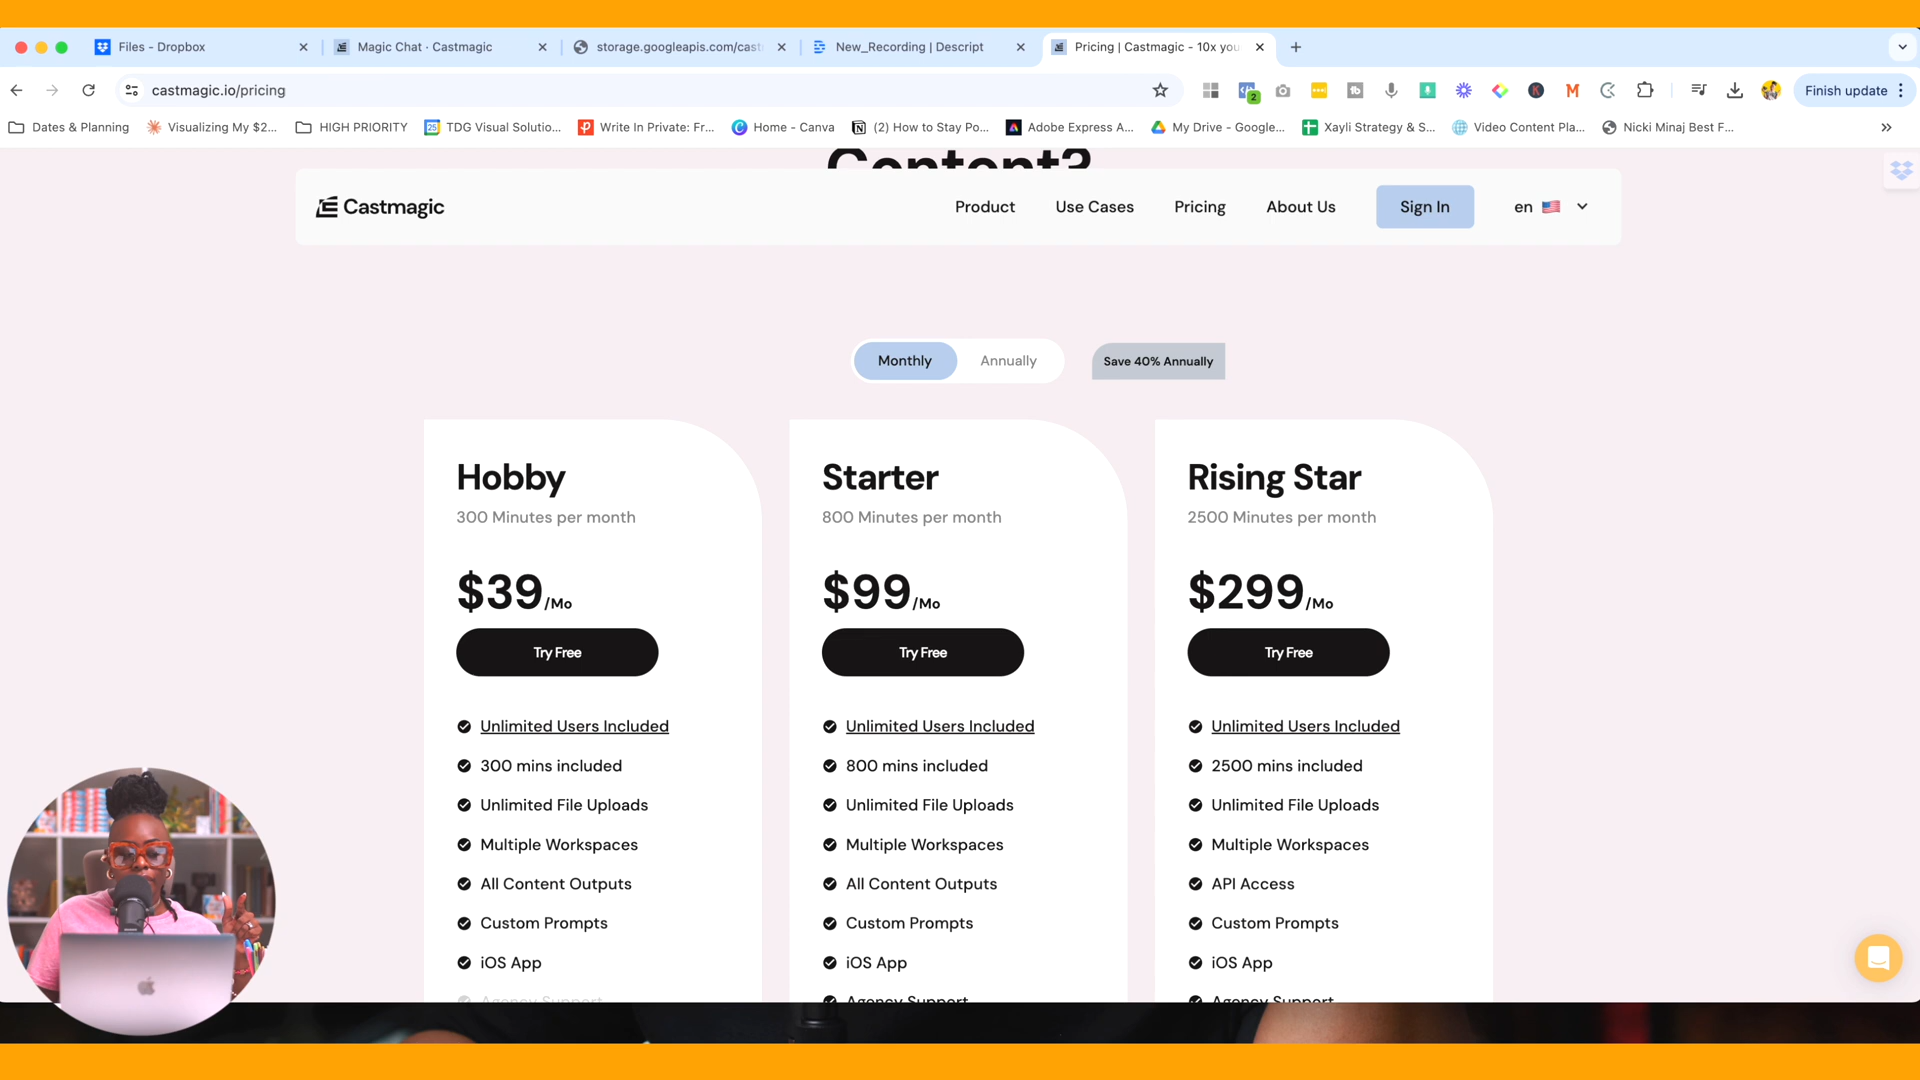 Files - Dropbox
Magic Chat · Castmagic
storage.googleapis.com/cast
New_Recording | Descript
Pricing | Castmagic - 10x you
castmagic.io/pricing
2
Finish update
Dates & Planning
Visualizing My $2...
HIGH PRIORITY
TDG Visual Solutio...
Write In Private: Fr...
Home - Canva
(2) How to Stay Po...
Adobe Express A...
My Drive - Google...
Xayli Strategy & S...
Video Content Pla...
Nicki Minaj Best F...
Content?
Castmagic
Product
Use Cases
Pricing
About Us
Sign In
en
Monthly
Annually
Save 40% Annually
Hobby
300 Minutes per month
$39/Mo
Try Free
Unlimited Users Included
300 mins included
Unlimited File Uploads
Multiple Workspaces
All Content Outputs
Custom Prompts
iOS App
Agency Support
Starter
800 Minutes per month
$99/Mo
Try Free
Unlimited Users Included
800 mins included
Unlimited File Uploads
Multiple Workspaces
All Content Outputs
Custom Prompts
iOS App
Agency Support
Rising Star
2500 Minutes per month
$299/Mo
Try Free
Unlimited Users Included
2500 mins included
Unlimited File Uploads
Multiple Workspaces
API Access
Custom Prompts
iOS App
Agency Support